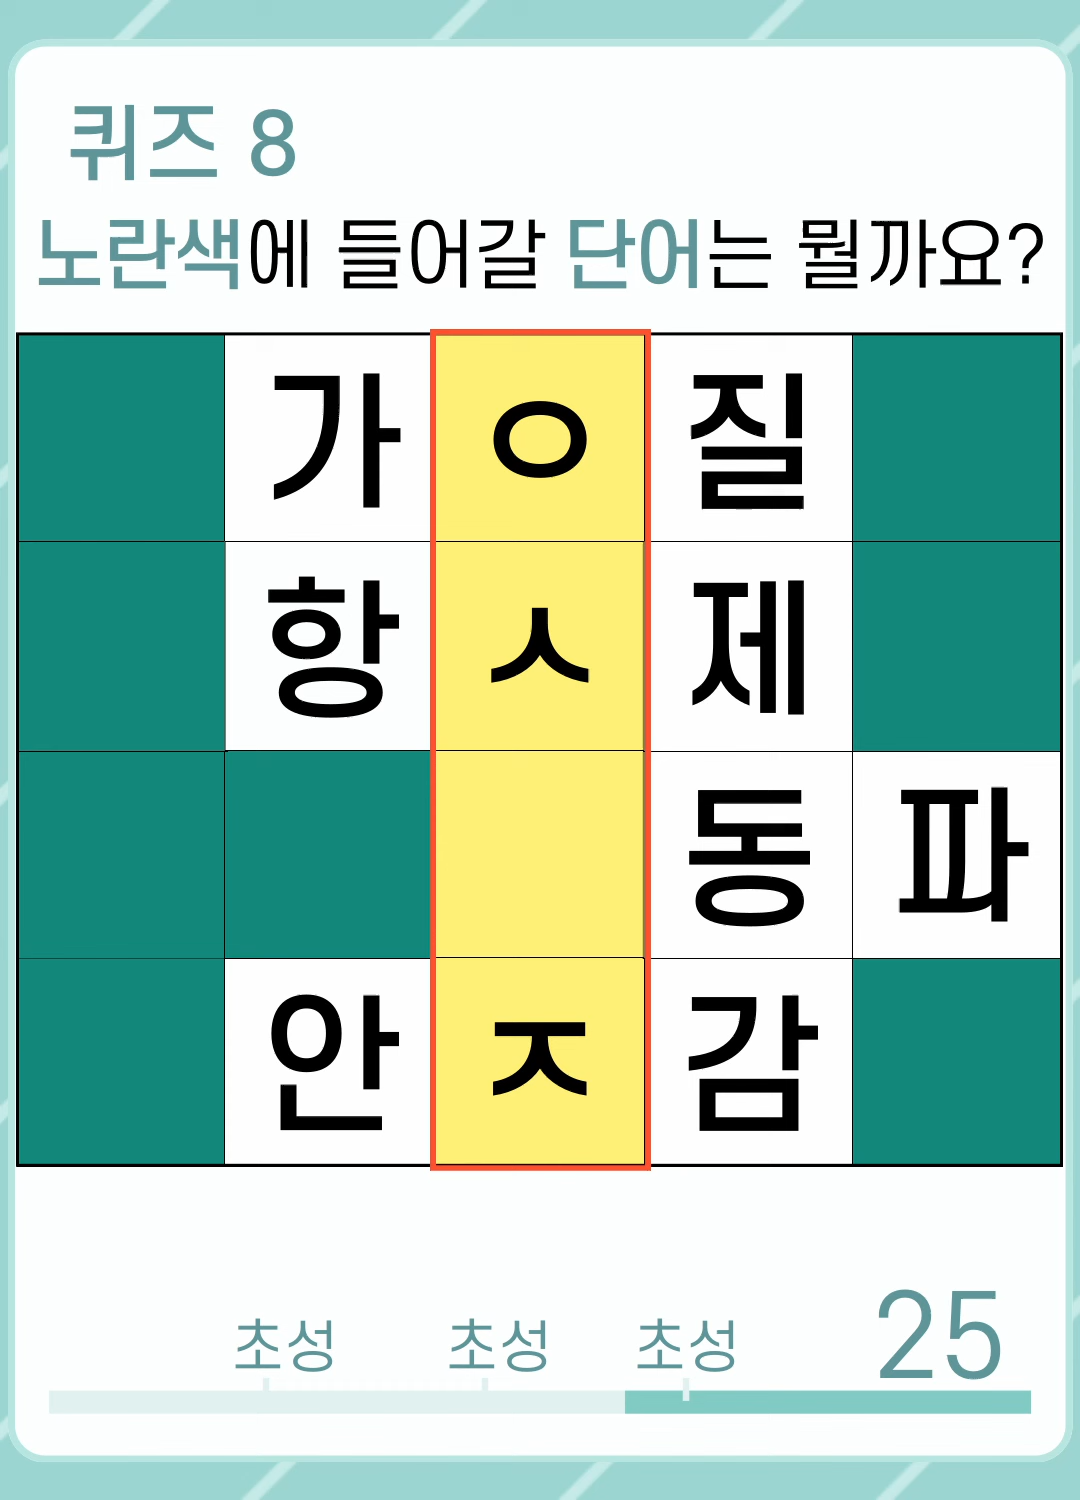 퀴즈 8
노란색에 들어갈 단어는 뭘까요?
가 ㅇ 질
항 ㅅ 제
동 파
안 ㅈ 감
초성 초성 초성 25